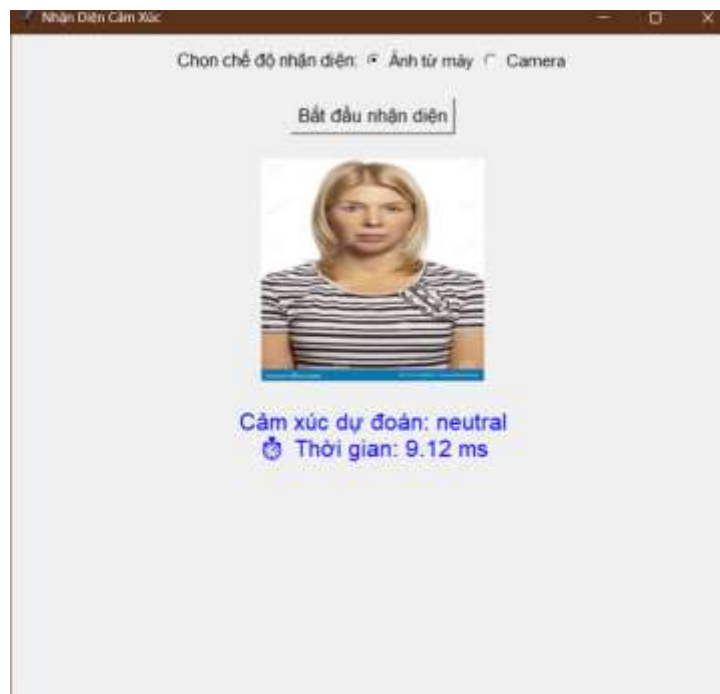 Nhận Diện Cảm Xúc
Chọn chế độ nhận diện: Ảnh từ máy Camera
Bắt đầu nhận diện
Cảm xúc dự đoán: neutral
Thời gian: 9.12 ms